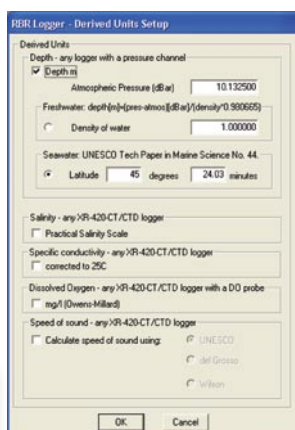 RBR Logger - Derived Units Setup
Derived Units
Depth - any logger with a pressure channel
Depth m
Atmospheric Pressure (dBar) 10.132500
Freshwater: depth[m]=(pres-atmos)[dBar]/(density*0.980665)
Density of water 1.000000
Seawater: UNESCO Tech Paper in Marine Science No. 44.
Latitude 45 degrees 24.03 minutes
Salinity - any XR-420-CT/CTD logger
Practical Salinity Scale
Specific conductivity - any XR-420-CT/CTD logger
corrected to 25C
Dissolved Oxygen - any XR-420-CT/CTD logger with a DO probe
mg/l (Owens-Millard)
Speed of sound - any XR-420-CT/CTD logger
Calculate speed of sound using: UNESCO
del Grosso
Wilson
OK Cancel